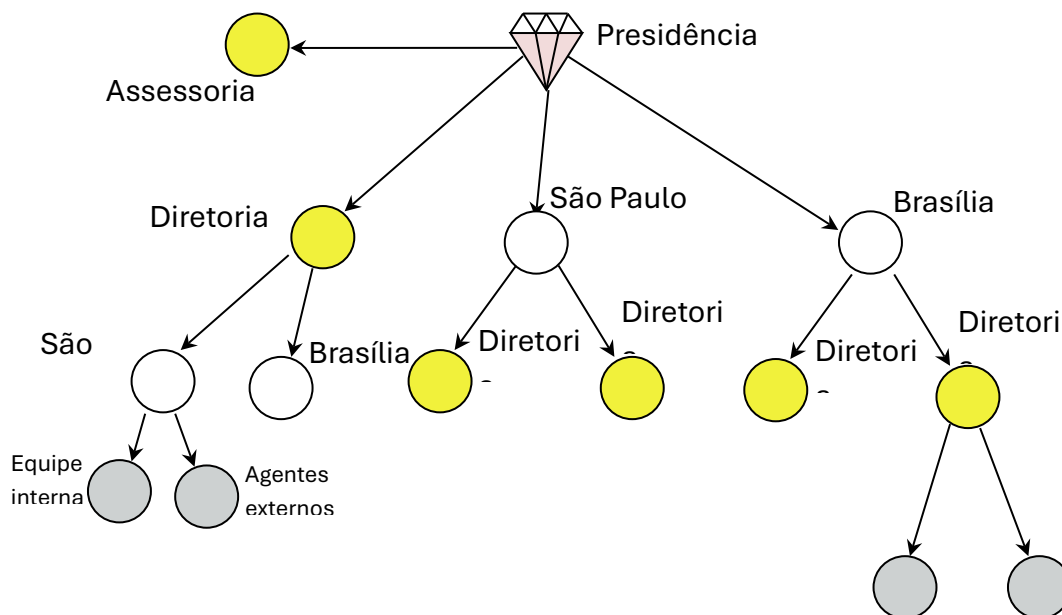 Presidência
Assessoria
Diretoria
São Paulo
Brasília
São
Brasília
Diretori
Diretori
Diretori
Diretori
Equipe
interna
Agentes
externos